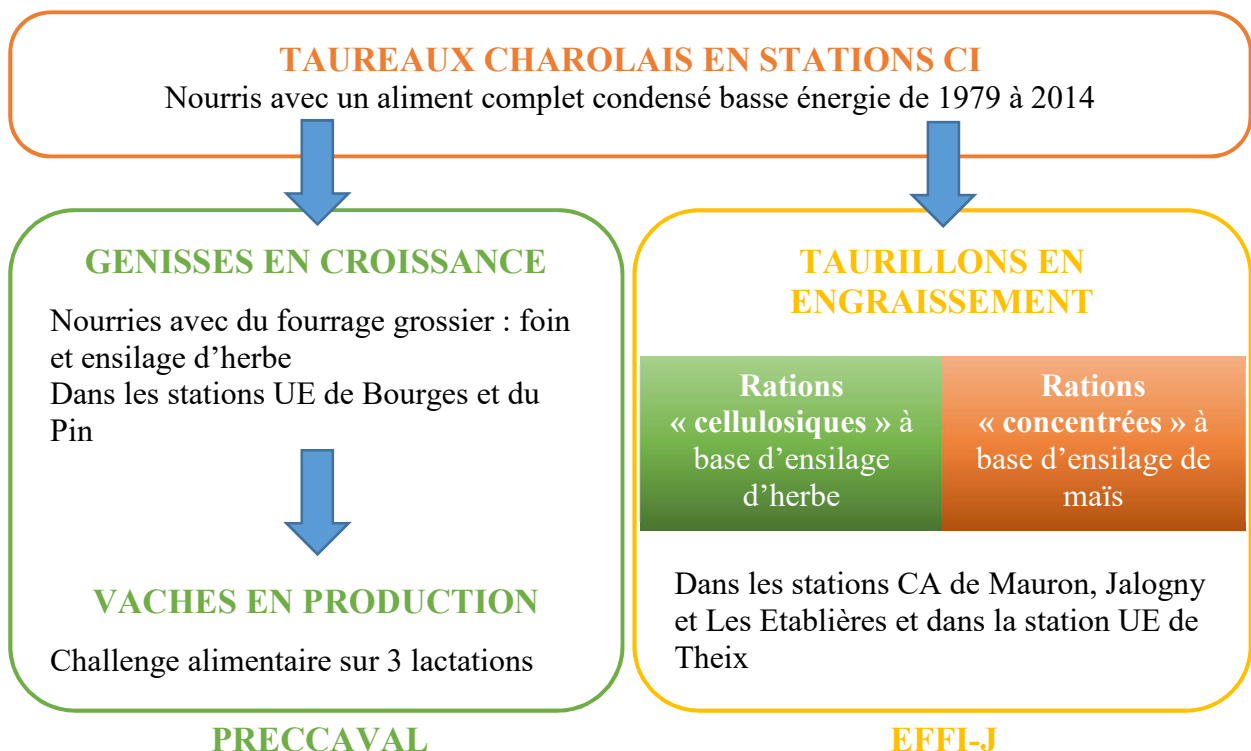 TAUREAUX CHAROLAIS EN STATIONS CI
Nourris avec un aliment complet condensé basse énergie de 1979 à 2014
GENISSES EN CROISSANCE
Nourries avec du fourrage grossier : foin
et ensilage d’herbe
Dans les stations UE de Bourges et du
Pin
VACHES EN PRODUCTION
Challenge alimentaire sur 3 lactations
PRECCAVAL
TAURILLONS EN
ENGRAISSEMENT
Rations
« cellulosiques » à
base d’ensilage
d’herbe
Rations
« concentrées » à
base d’ensilage de
maïs
Dans les stations CA de Mauron, Jalogny
et Les Etablières et dans la station UE de
Theix
EFFI-J